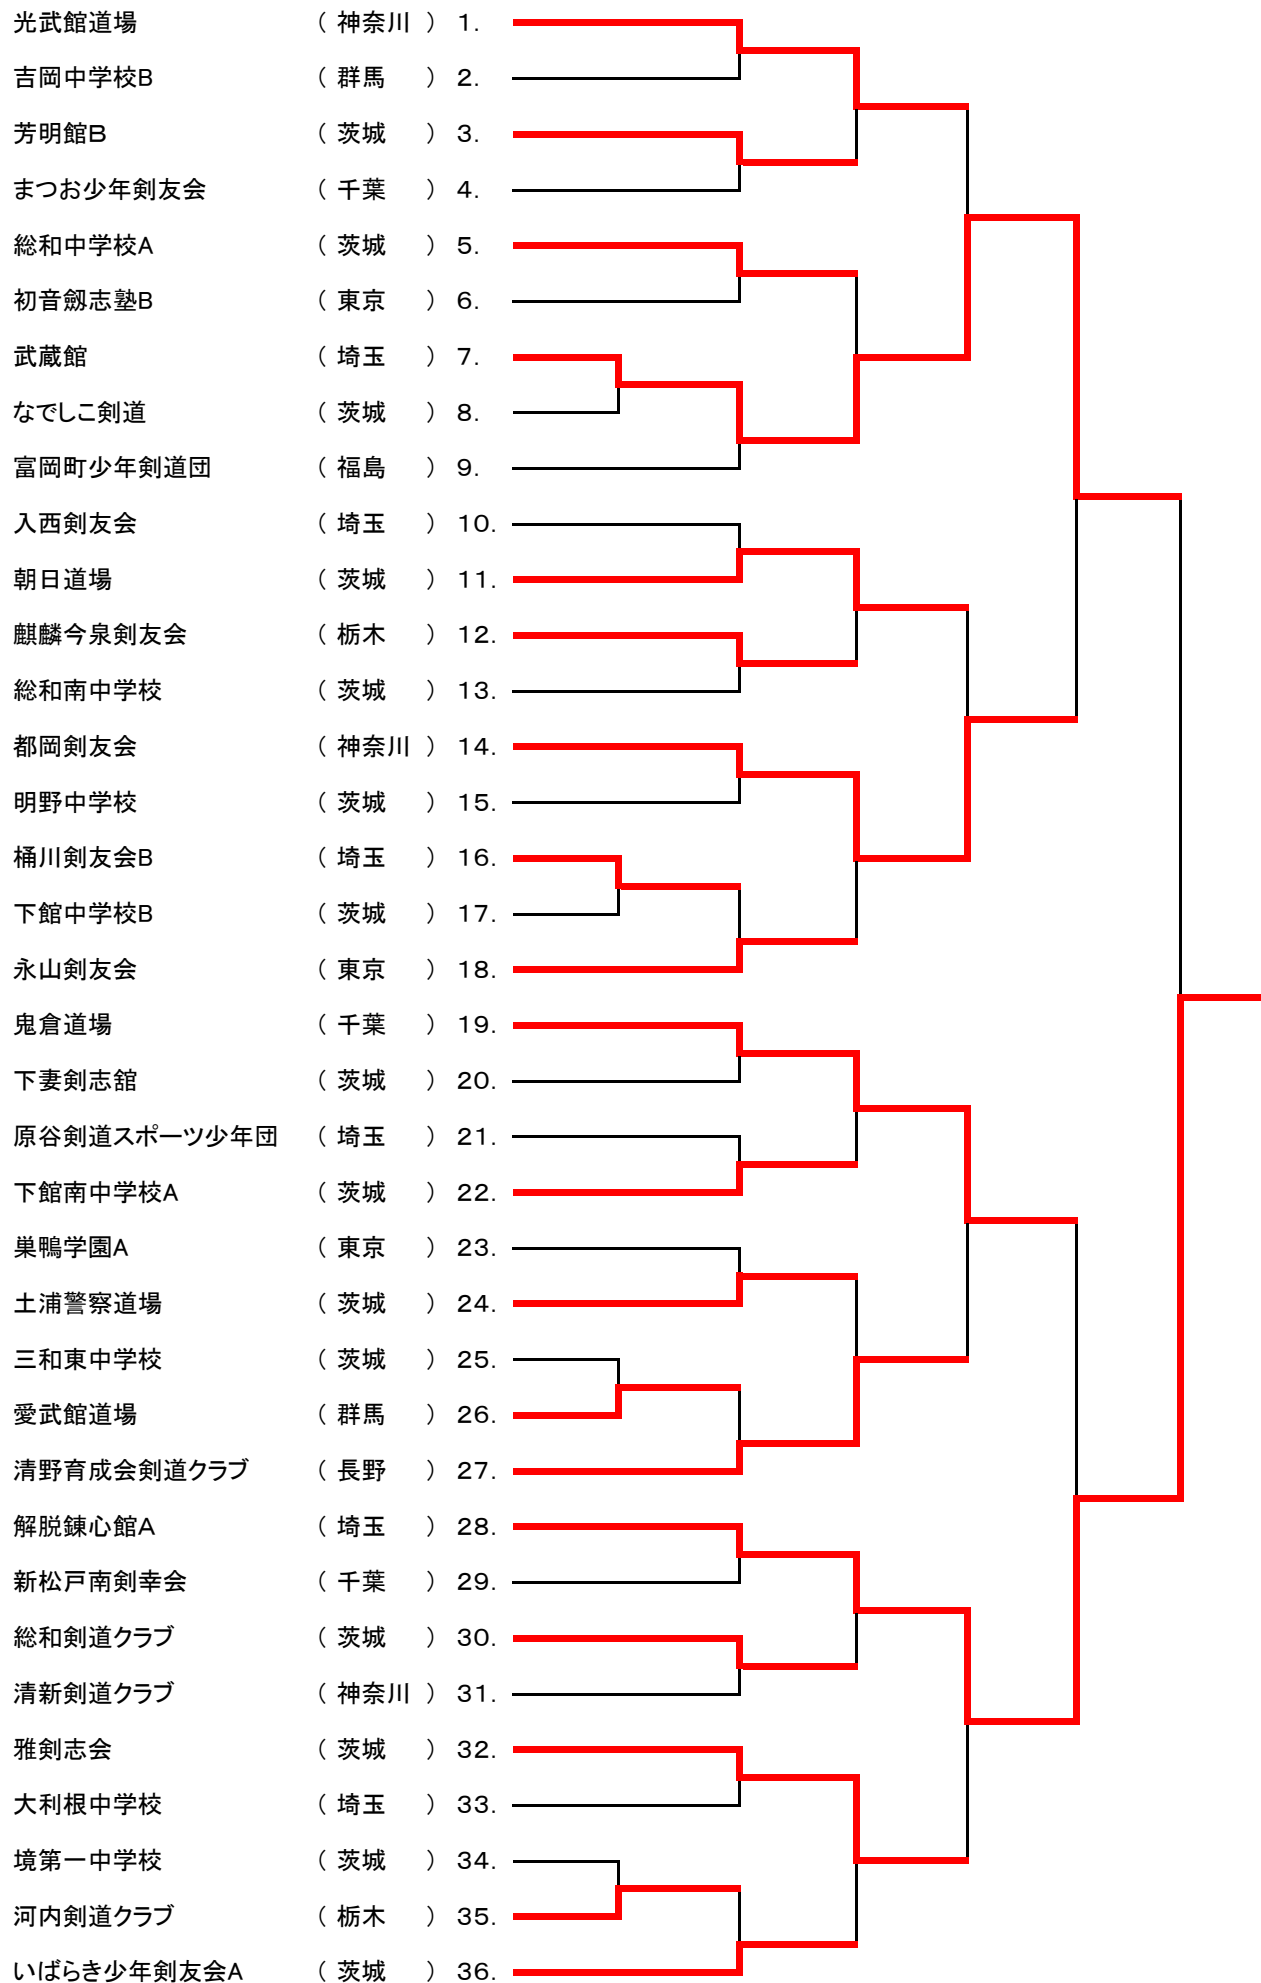 光武館道場 ( 神奈川 ) 1.
吉岡中学校B ( 群馬 ) 2.
芳明館B ( 茨城 ) 3.
まつお少年剣友会 ( 千葉 ) 4.
総和中学校A ( 茨城 ) 5.
初音劔志塾B ( 東京 ) 6.
武蔵館 ( 埼玉 ) 7.
なでしこ剣道 ( 茨城 ) 8.
富岡町少年剣道団 ( 福島 ) 9.
入西剣友会 ( 埼玉 ) 10.
朝日道場 ( 茨城 ) 11.
麒麟今泉剣友会 ( 栃木 ) 12.
総和南中学校 ( 茨城 ) 13.
都岡剣友会 ( 神奈川 ) 14.
明野中学校 ( 茨城 ) 15.
桶川剣友会B ( 埼玉 ) 16.
下館中学校B ( 茨城 ) 17.
永山剣友会 ( 東京 ) 18.
鬼倉道場 ( 千葉 ) 19.
下妻剣志舘 ( 茨城 ) 20.
原谷剣道スポーツ少年団 ( 埼玉 ) 21.
下館南中学校A ( 茨城 ) 22.
巣鴨学園A ( 東京 ) 23.
土浦警察道場 ( 茨城 ) 24.
三和東中学校 ( 茨城 ) 25.
愛武館道場 ( 群馬 ) 26.
清野育成会剣道クラブ ( 長野 ) 27.
解脱錬心館A ( 埼玉 ) 28.
新松戸南剣幸会 ( 千葉 ) 29.
総和剣道クラブ ( 茨城 ) 30.
清新剣道クラブ ( 神奈川 ) 31.
雅剣志会 ( 茨城 ) 32.
大利根中学校 ( 埼玉 ) 33.
境第一中学校 ( 茨城 ) 34.
河内剣道クラブ ( 栃木 ) 35.
いばらき少年剣友会A ( 茨城 ) 36.